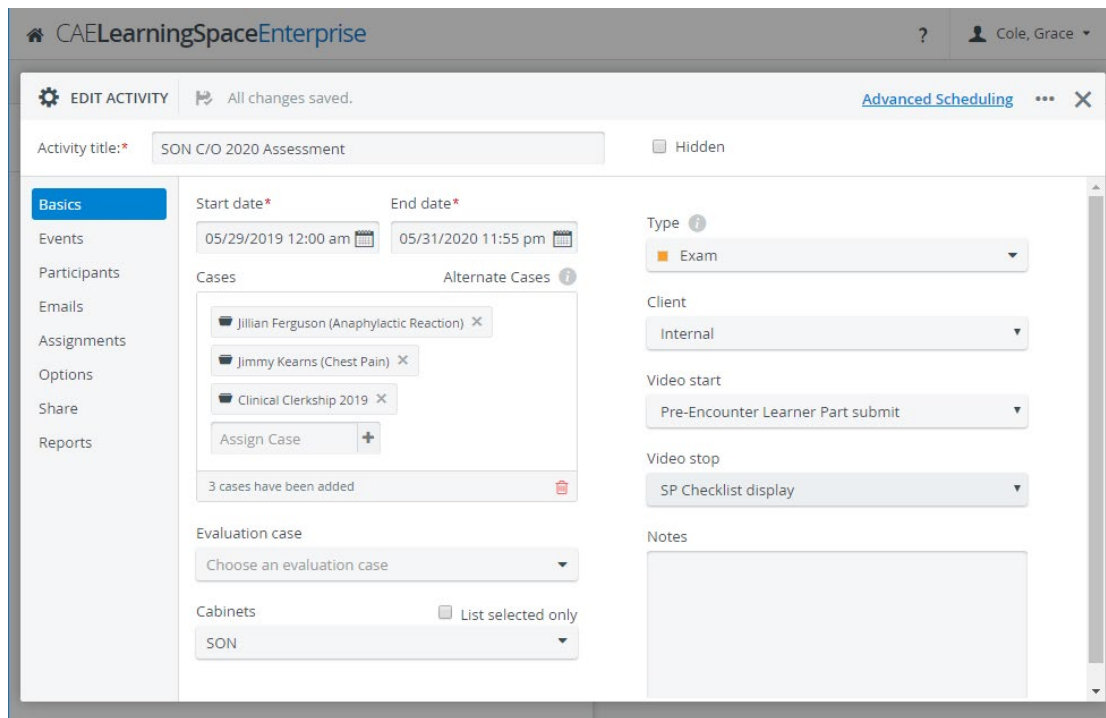 CAELearningSpaceEnterprise
? Cole, Grace
EDIT ACTIVITY All changes saved. Advanced Scheduling ... ×
Activity title:* SON C/O 2020 Assessment Hidden
Basics
Events
Participants
Emails
Assignments
Options
Share
Reports
Start date* End date*
05/29/2019 12:00 am 05/31/2020 11:55 pm
Cases Alternate Cases i
Jillian Ferguson (Anaphylactic Reaction) ×
Jimmy Kearns (Chest Pain) ×
Clinical Clerkship 2019 ×
Assign Case +
3 cases have been added
Evaluation case
Choose an evaluation case
Cabinets List selected only
SON
Type i
Exam
Client
Internal
Video start
Pre-Encounter Learner Part submit
Video stop
SP Checklist display
Notes